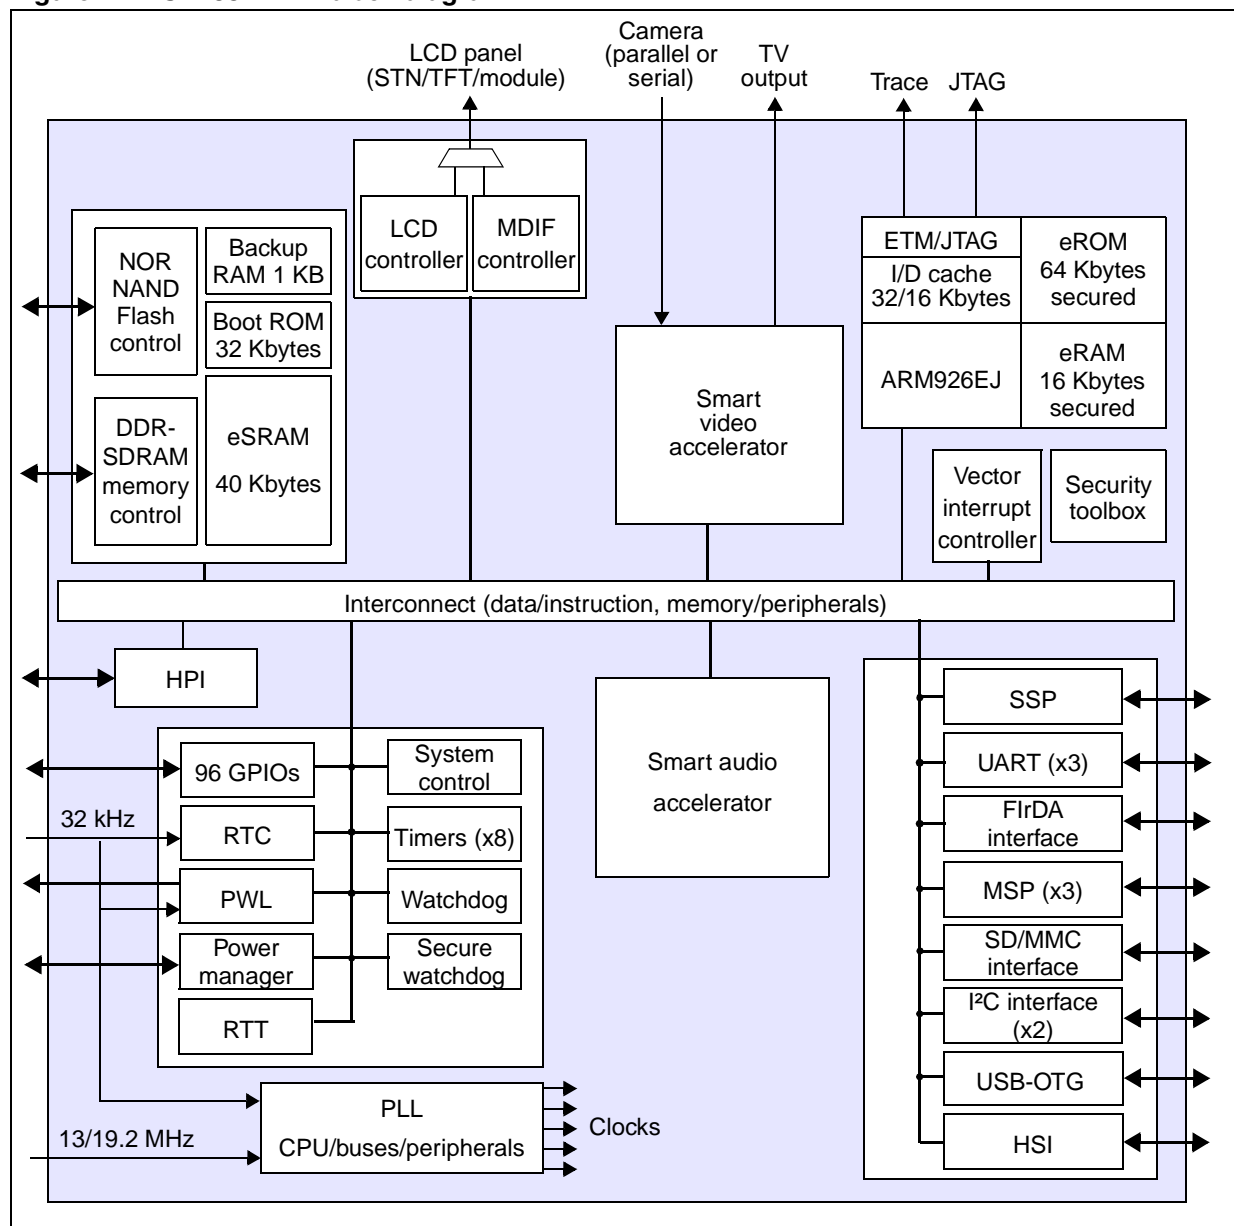 LCD panel
(STN/TFT/module)
Camera
(parallel or
serial)
TV
output
Trace
JTAG
LCD
controller
MDIF
controller
NOR
NAND
Flash
control
Backup
RAM 1 KB
Boot ROM
32 Kbytes
DDR-
SDRAM
memory
control
eSRAM
40 Kbytes
Smart
video
accelerator
ETM/JTAG
I/D cache
32/16 Kbytes
eROM
64 Kbytes
secured
ARM926EJ
eRAM
16 Kbytes
secured
Vector
interrupt
controller
Security
toolbox
Interconnect (data/instruction, memory/peripherals)
HPI
96 GPIOs
System
control
32 kHz
RTC
Timers (x8)
PWL
Watchdog
Power
manager
Secure
watchdog
RTT
Smart audio
accelerator
SSP
UART (x3)
FIrDA
interface
MSP (x3)
SD/MMC
interface
I²C interface
(x2)
USB-OTG
HSI
13/19.2 MHz
PLL
CPU/buses/peripherals
Clocks